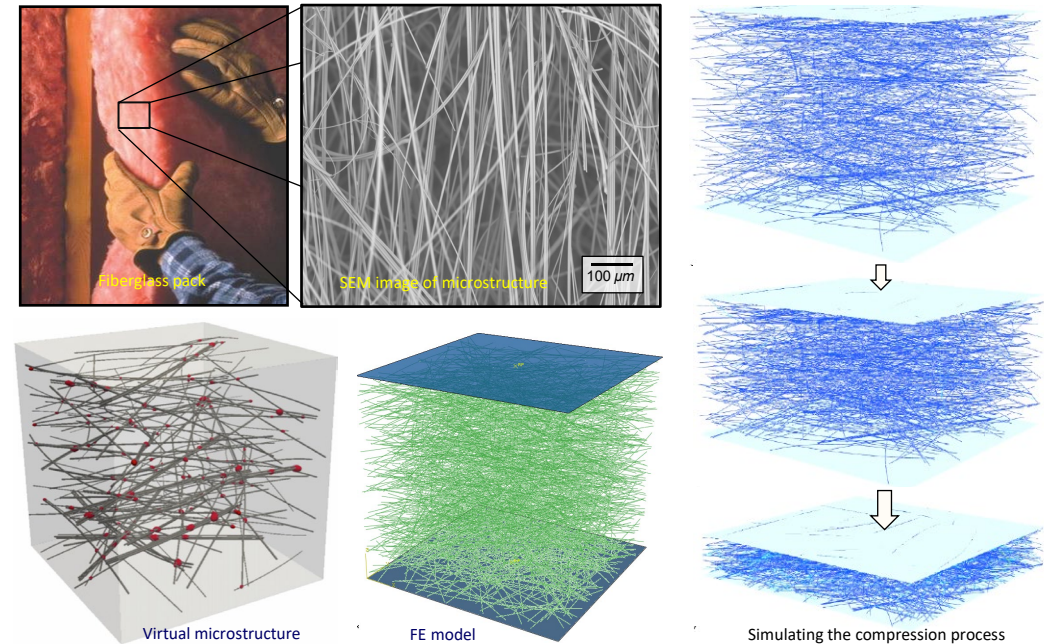 Fiberglass pack
SEM image of microstructure
100 µm
Virtual microstructure
FE model
Simulating the compression process